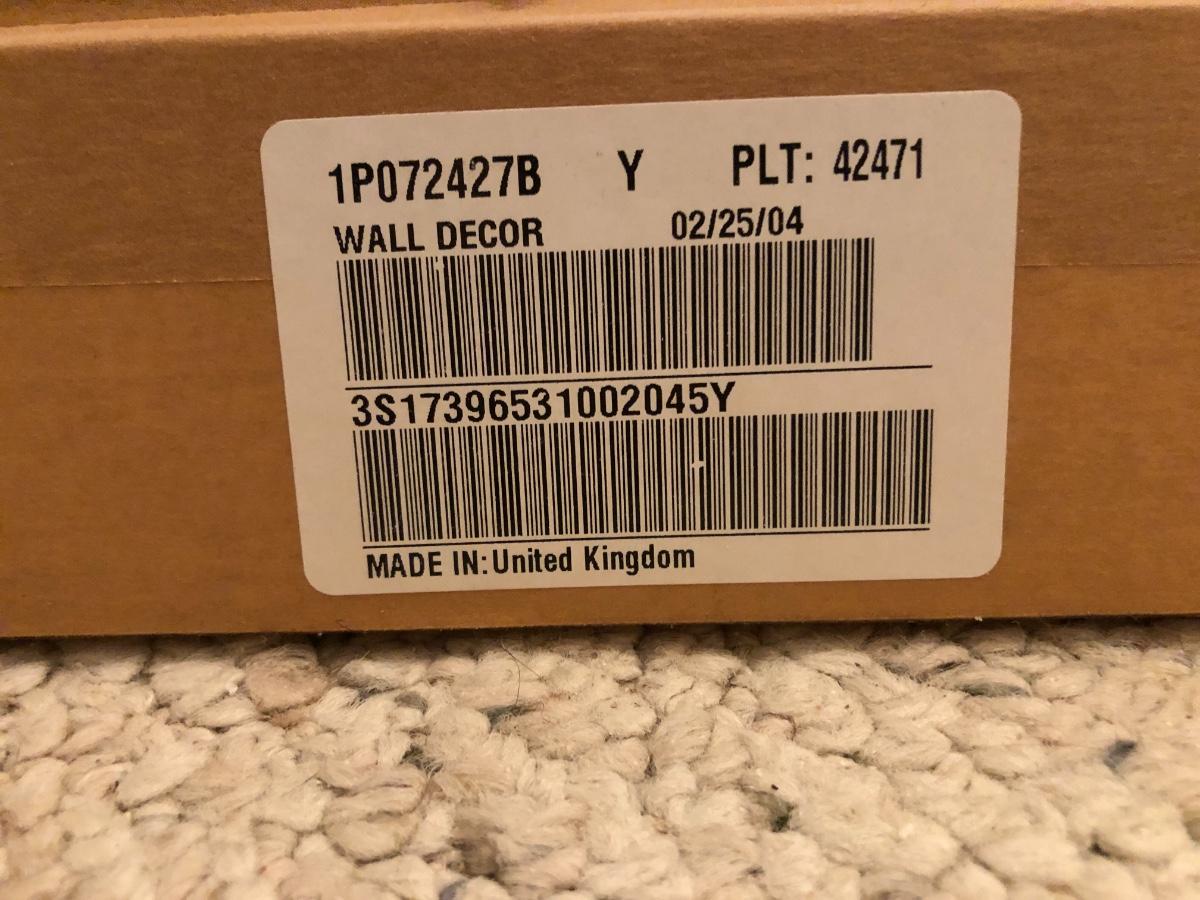 1P072427B Y PLT: 42471
WALL DECOR 02/25/04
3S17396531002045Y
MADE IN:United Kingdom